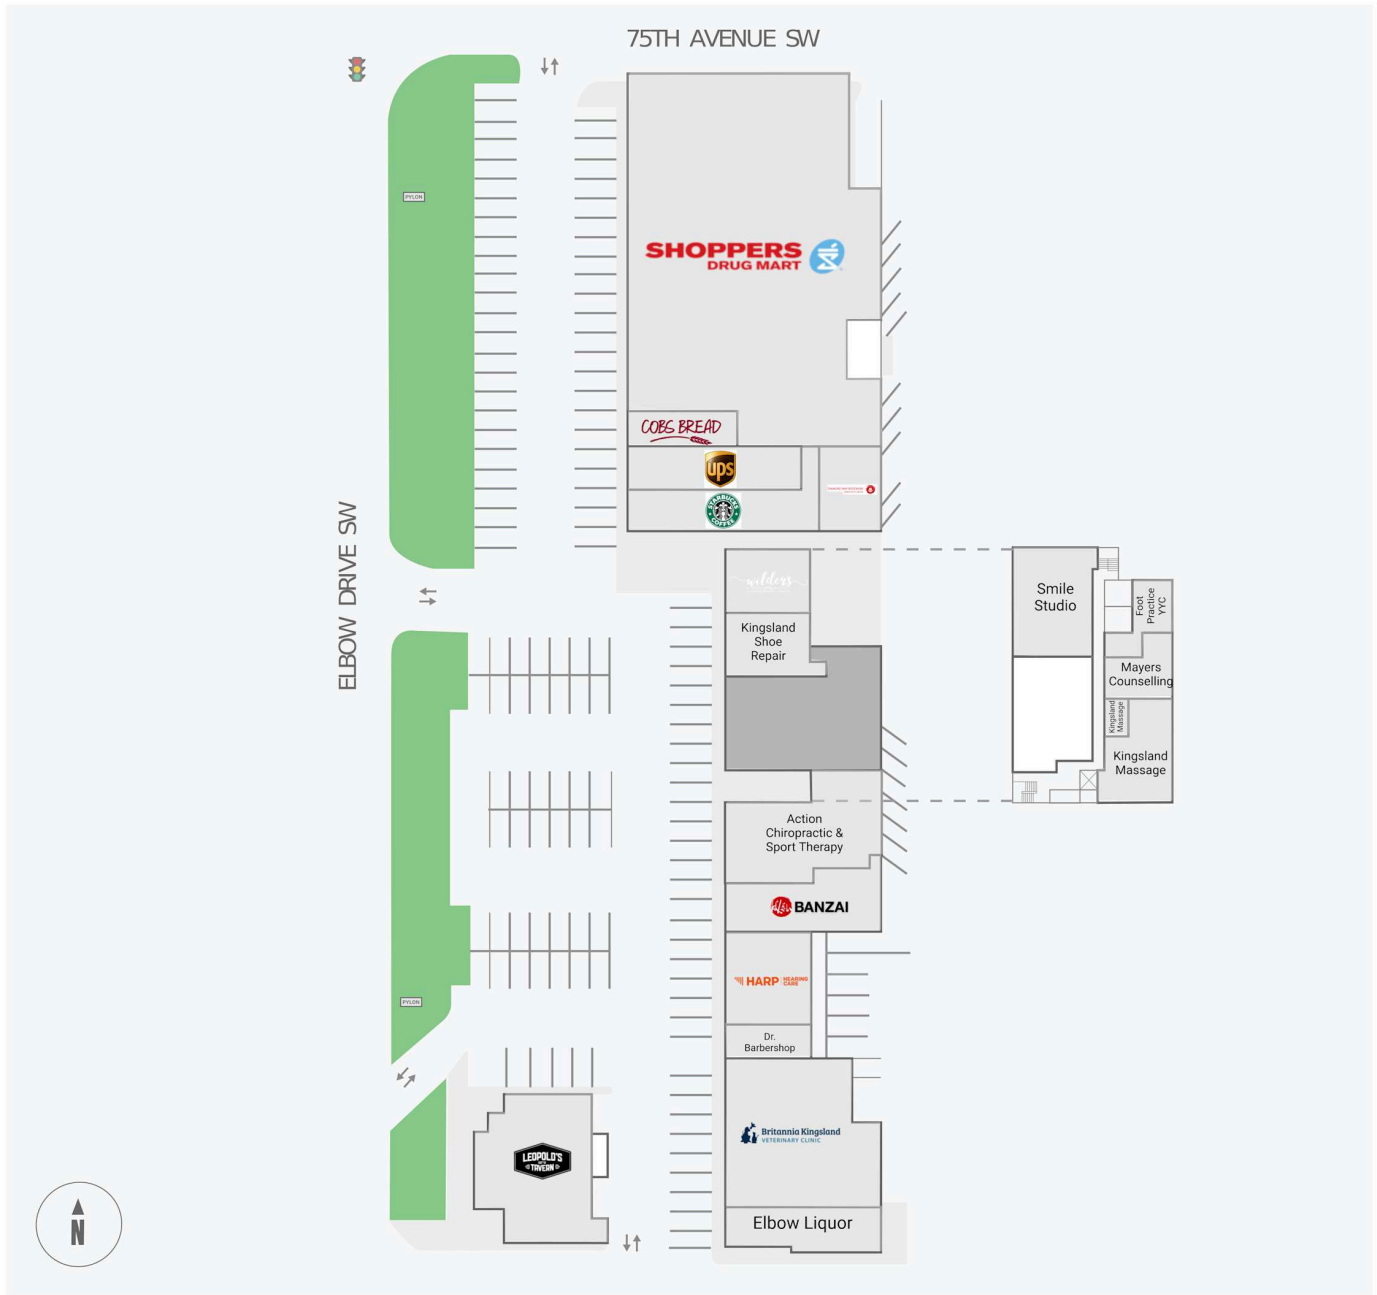 75TH AVENUE SW
PYLON
SHOPPERS
DRUG MART
COBS BREAD
ups
STARBUCKS
COFFEE
ELBOW DRIVE SW
wilders
Kingsland
Shoe
Repair
Smile
Studio
Foot
Practice
YYC
Mayers
Counselling
Kingsland
Massage
Kingsland
Massage
Action
Chiropractic &
Sport Therapy
BANZAI
HARP HEARING
CARE
PYLON
Dr.
Barbershop
Britannia Kingsland
VETERINARY CLINIC
LEOPOLD'S
TAVERN
Elbow Liquor
N